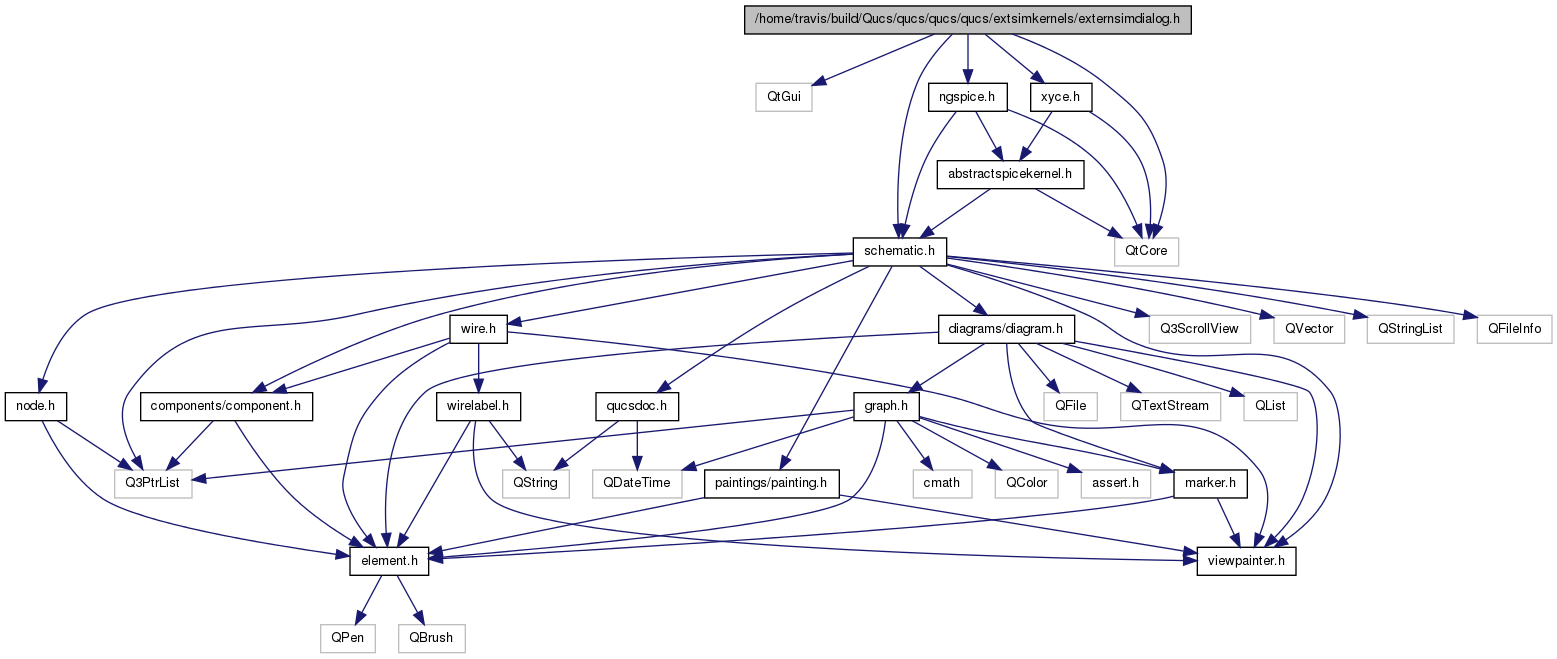 /home/travis/build/Qucs/qucs/qucs/qucs/extsimkernels/externsimdialog.h
QtGui
ngspice.h
xyce.h
abstractspicekernel.h
schematic.h
QtCore
wire.h
diagrams/diagram.h
Q3ScrollView
QVector
QStringList
QFileInfo
node.h
components/component.h
wirelabel.h
qucsdoc.h
graph.h
QFile
QTextStream
QList
Q3PtrList
QString
QDateTime
paintings/painting.h
cmath
QColor
assert.h
marker.h
element.h
viewpainter.h
QPen
QBrush